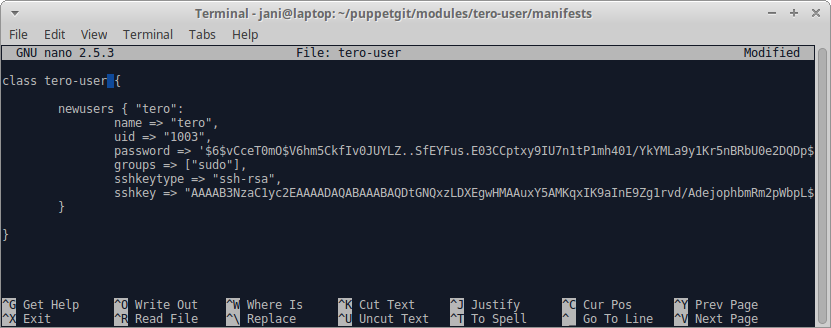 Terminal - jani@laptop: ~/puppetgit/modules/tero-user/manifests
File Edit View Terminal Tabs Help
GNU nano 2.5.3 File: tero-user Modified
class tero-user {
newusers { "tero":
name => "tero",
uid => "1003",
password => '$6$vCceT0mO$V6hm5CkfIv0JUYLZ..SfEYFus.E03CCptxy9IU7n1tP1mh401/YkYMLa9y1Kr5nBRbU0e2DQDp$
groups => ["sudo"],
sshkeytype => "ssh-rsa",
sshkey => "AAAAB3NzaC1yc2EAAAADAQABAAABAQDtGNQxzLDXEgwHMAAuxY5AMKqxIK9aInE9Zg1rvd/AdejophbmRm2pWbpL$
}
}
^G Get Help ^O Write Out ^W Where Is ^K Cut Text ^J Justify ^C Cur Pos ^Y Prev Page
^X Exit ^R Read File ^\ Replace ^U Uncut Text ^T To Spell ^_ Go To Line ^V Next Page